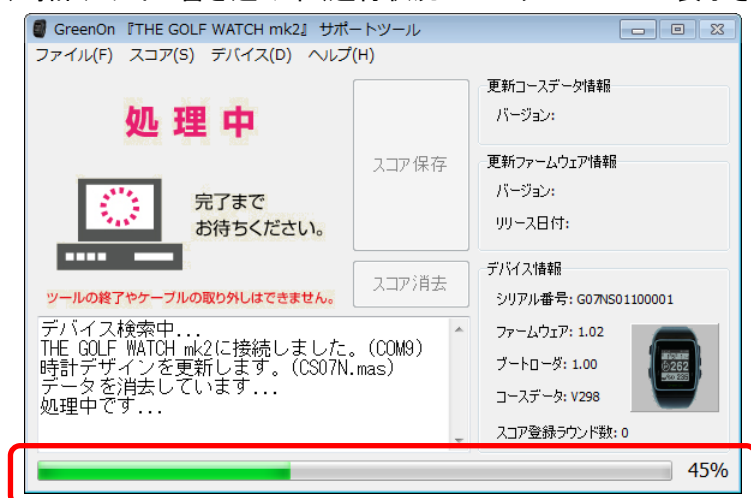 GreenOn 『THE GOLF WATCH mk2』 サポートツール
ファイル(F) スコア(S) デバイス(D) ヘルプ(H)
処理中
完了まで
お待ちください。
ツールの終了やケーブルの取り外しはできません。
スコア保存
スコア消去
更新コースデータ情報
バージョン:
更新ファームウェア情報
バージョン:
リリース日付:
デバイス情報
シリアル番号: G07NS01100001
ファームウェア: 1.02
ブートローダ: 1.00
コースデータ: V298
スコア登録ラウンド数: 0
262
デバイス検索中...
THE GOLF WATCH mk2に接続しました。(COM9)
時計デザインを更新します。(CS07N.mas)
データを消去しています...
処理中です...
45%